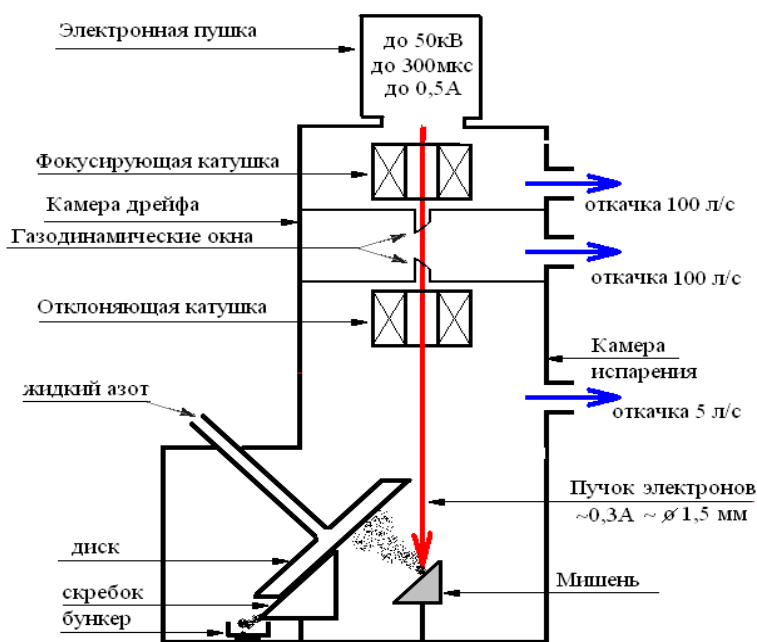 Электронная пушка
до 50кВ
до 300мкс
до 0,5А
Фокусирующая катушка
откачка 100 л/с
Камера дрейфа
Газодинамические окна
откачка 100 л/с
Отклоняющая катушка
Камера
испарения
жидкий азот
откачка 5 л/с
Пучок электронов
~0,3А ~ ⌀ 1,5 мм
диск
Мишень
скребок
бункер